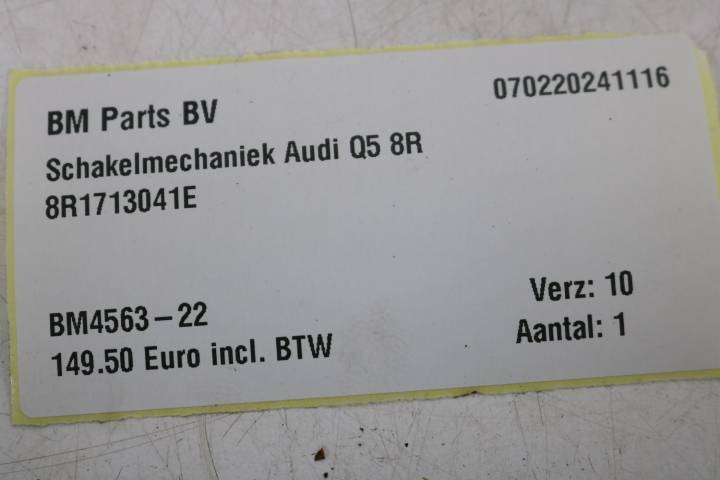 BM Parts BV
070220241116
Schakelmechaniek Audi Q5 8R
8R1713041E
Verz: 10
BM4563-22
Aantal: 1
149.50 Euro incl. BTW